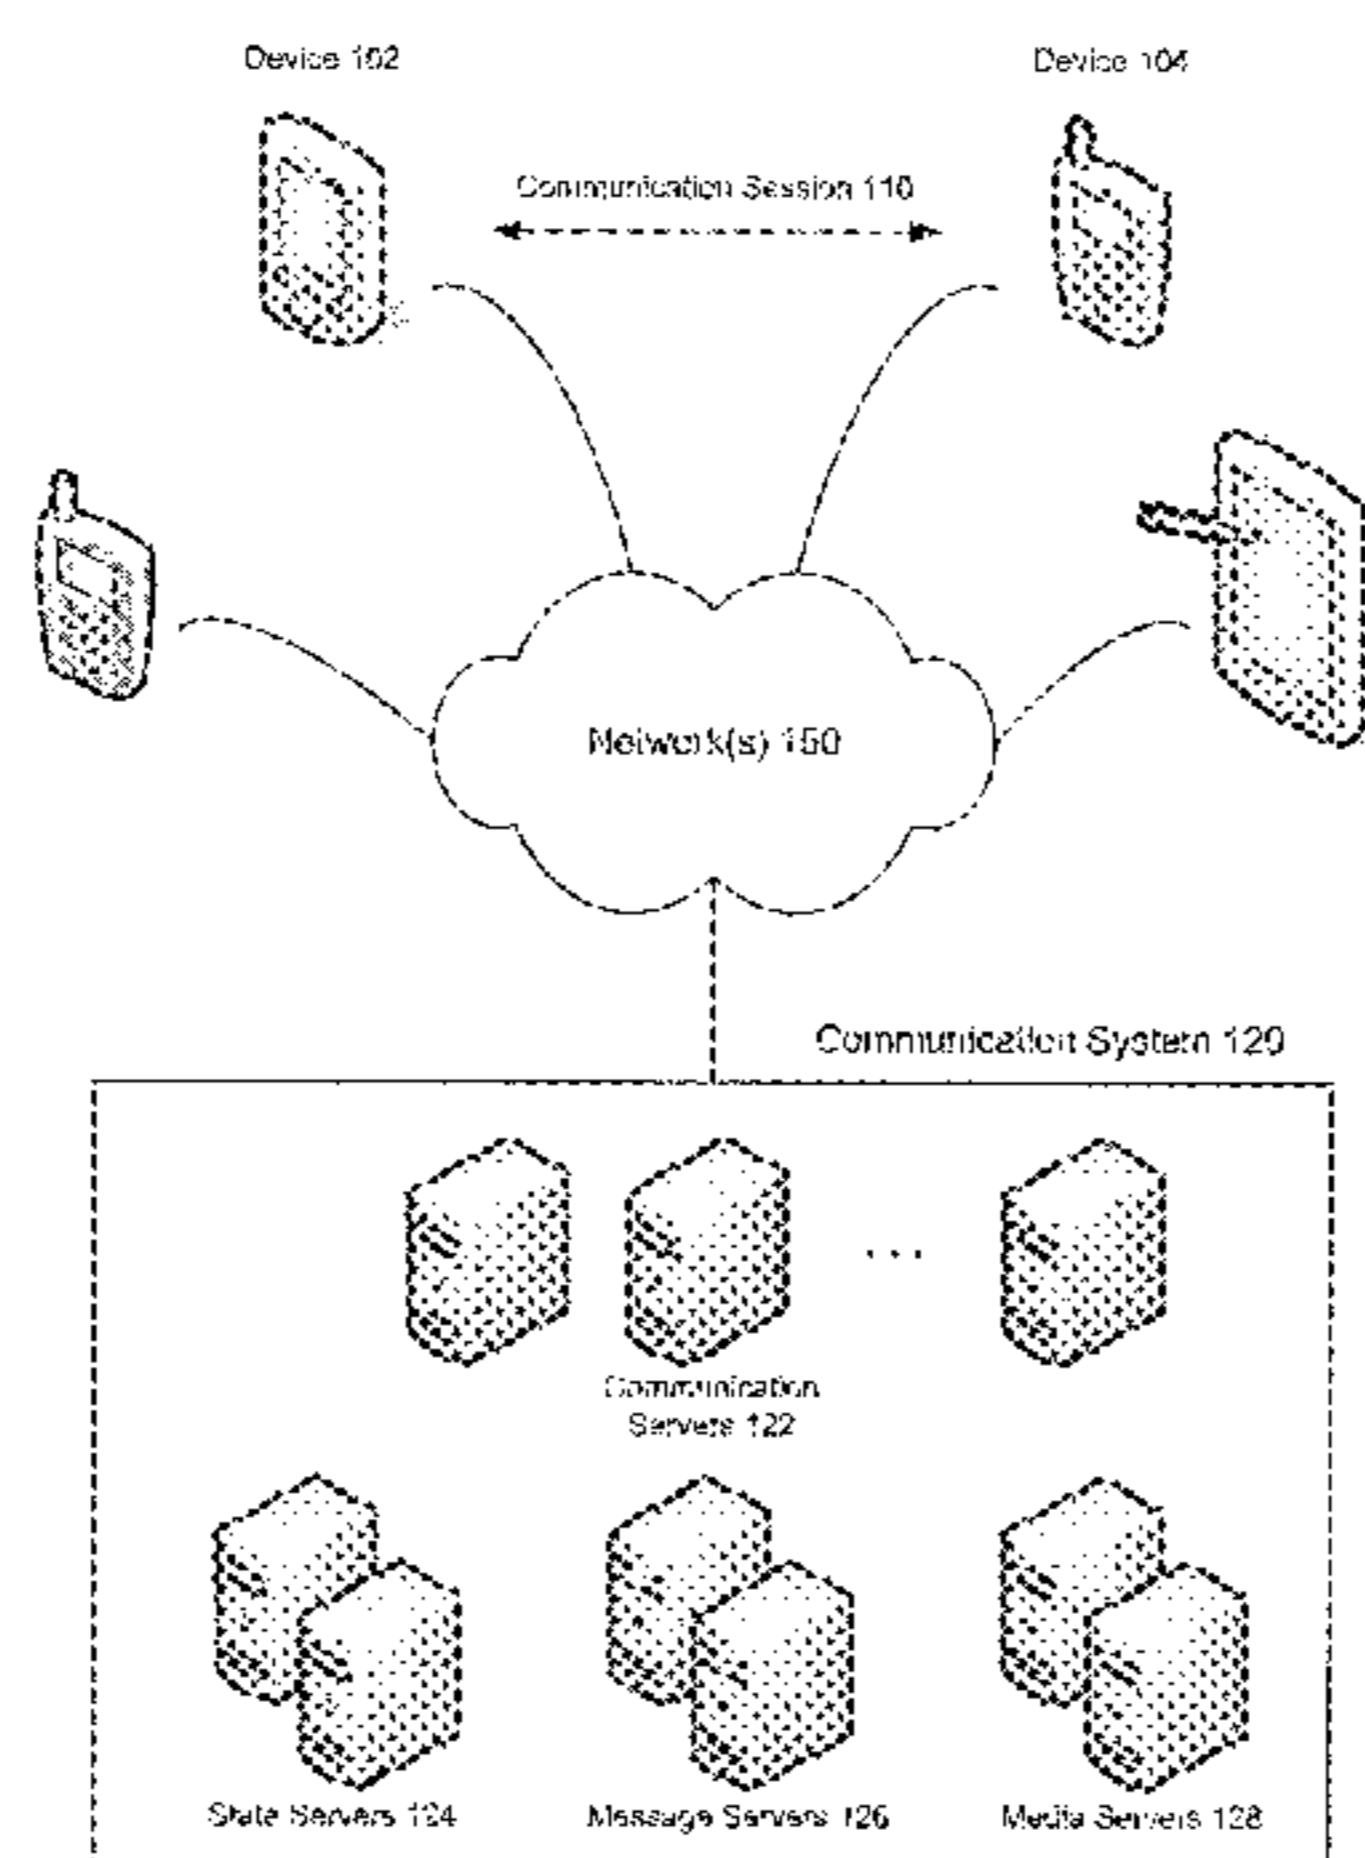 Device 102
Device 104
Communication Session 110
Network(s) 150
Communication System 120
Communication
Servers 122
State Servers 124
Message Servers 126
Media Servers 128